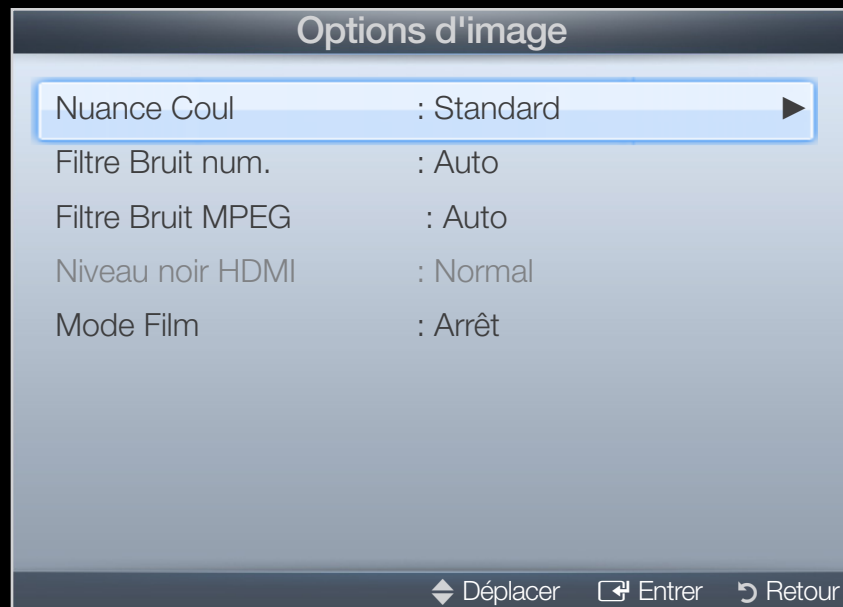 Options d'image
Nuance Coul : Standard ►
Filtre Bruit num. : Auto
Filtre Bruit MPEG : Auto
Niveau noir HDMI : Normal
Mode Film : Arrêt
Déplacer Entrer Retour